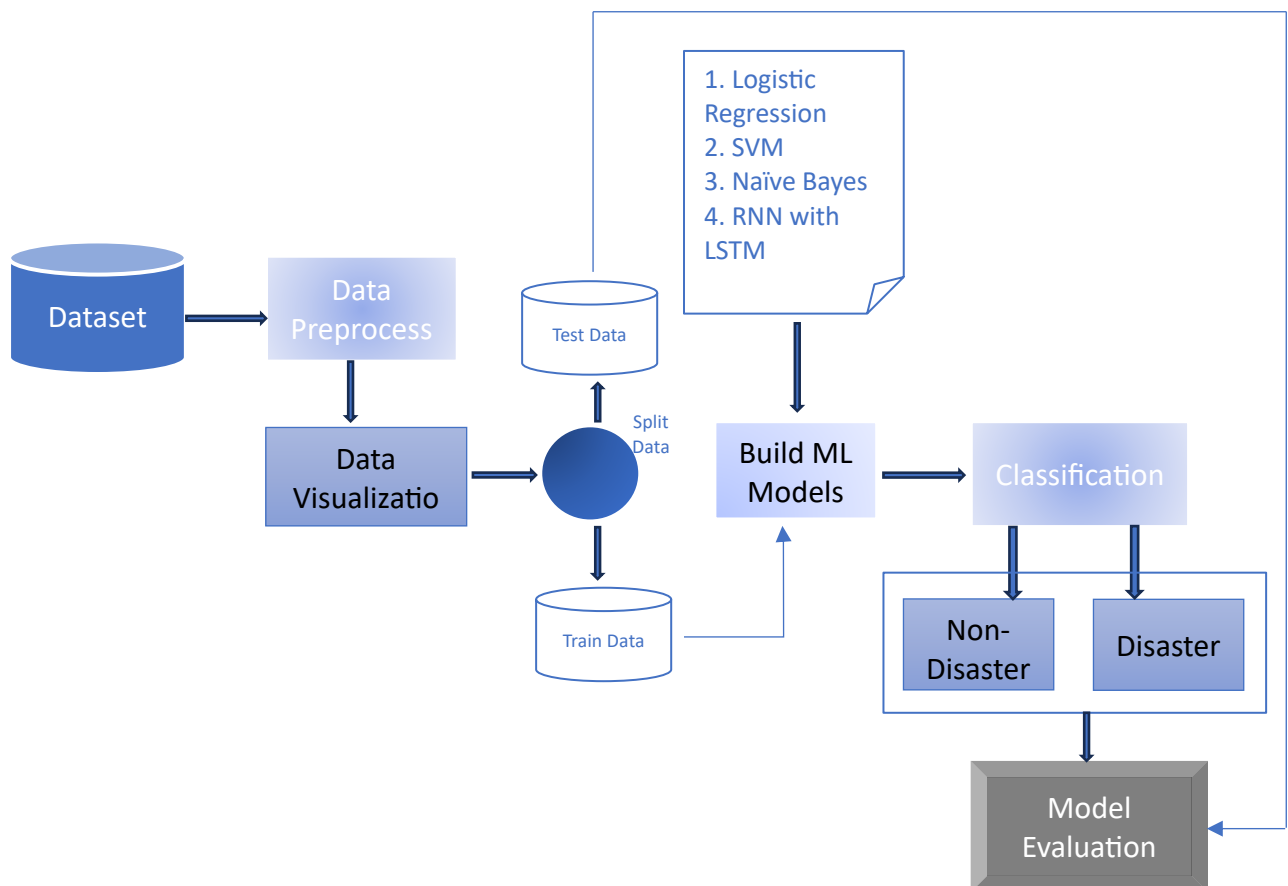 1. Logistic
Regression
2. SVM
3. Naïve Bayes
4. RNN with
LSTM
Dataset
Data
Preprocess
Test Data
Split
Data
Data
Visualizatio
Build ML
Models
Classification
Train Data
Non-
Disaster
Disaster
Model
Evaluation